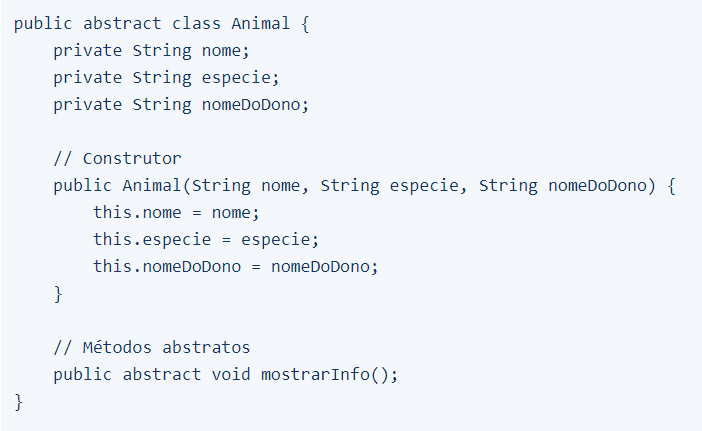 public abstract class Animal {
    private String nome;
    private String especie;
    private String nomeDoDono;

    // Construtor
    public Animal(String nome, String especie, String nomeDoDono) {
        this.nome = nome;
        this.especie = especie;
        this.nomeDoDono = nomeDoDono;
    }

    // Métodos abstratos
    public abstract void mostrarInfo();
}